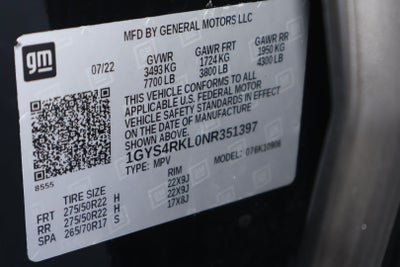 MFD BY GENERAL MOTORS LLC
gm
07/22
GVWR GAWR FRT GAWR RR
3493 KG 1724 KG 1950 KG
7700 LB 3800 LB 4300 LB
THIS VEHICLE CONFORMS TO ALL
APPLICABLE U.S. FEDERAL MOTOR
VEHICLE SAFETY STANDARDS IN
EFFECT ON THE DATE OF MANUFACTURE
SHOWN ABOVE.
1GYS4RKL0NR351397
TYPE: MPV MODEL: 076K10906
8555
TIRE SIZE RIM
FRT 275/50R22 H 22X9J
RR 275/50R22 H 22X9J
SPA 265/70R17 S 17X8J